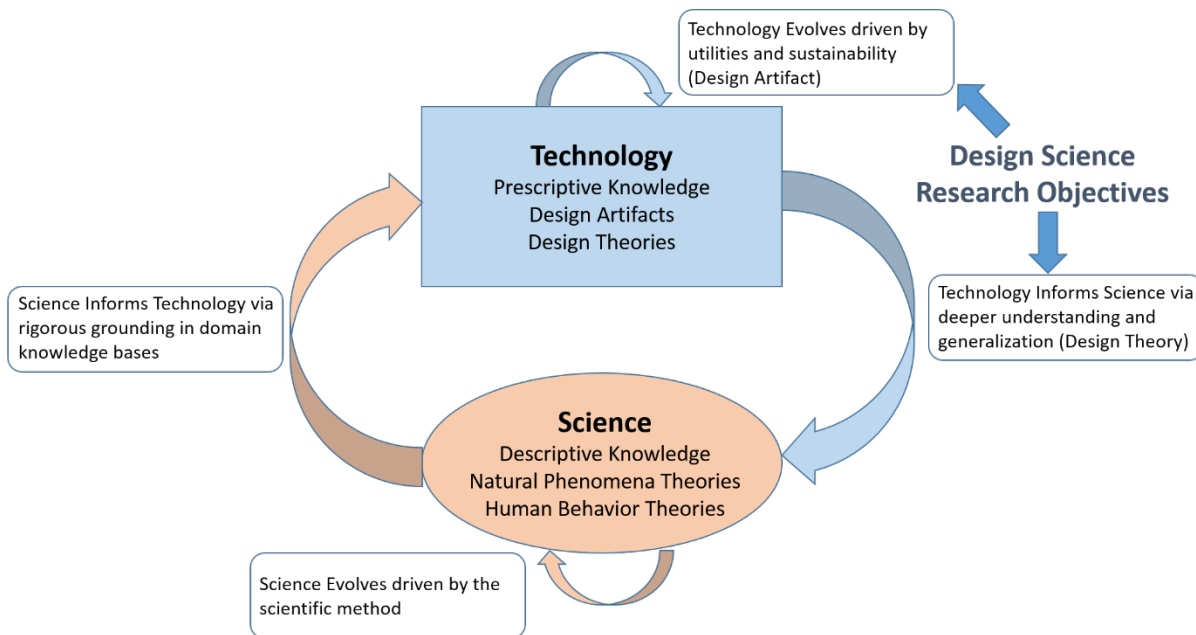 Technology Evolves driven by
utilities and sustainability
(Design Artifact)
Technology
Prescriptive Knowledge
Design Artifacts
Design Theories
Design Science
Research Objectives
Science Informs Technology via
rigorous grounding in domain
knowledge bases
Technology Informs Science via
deeper understanding and
generalization (Design Theory)
Science
Descriptive Knowledge
Natural Phenomena Theories
Human Behavior Theories
Science Evolves driven by the
scientific method